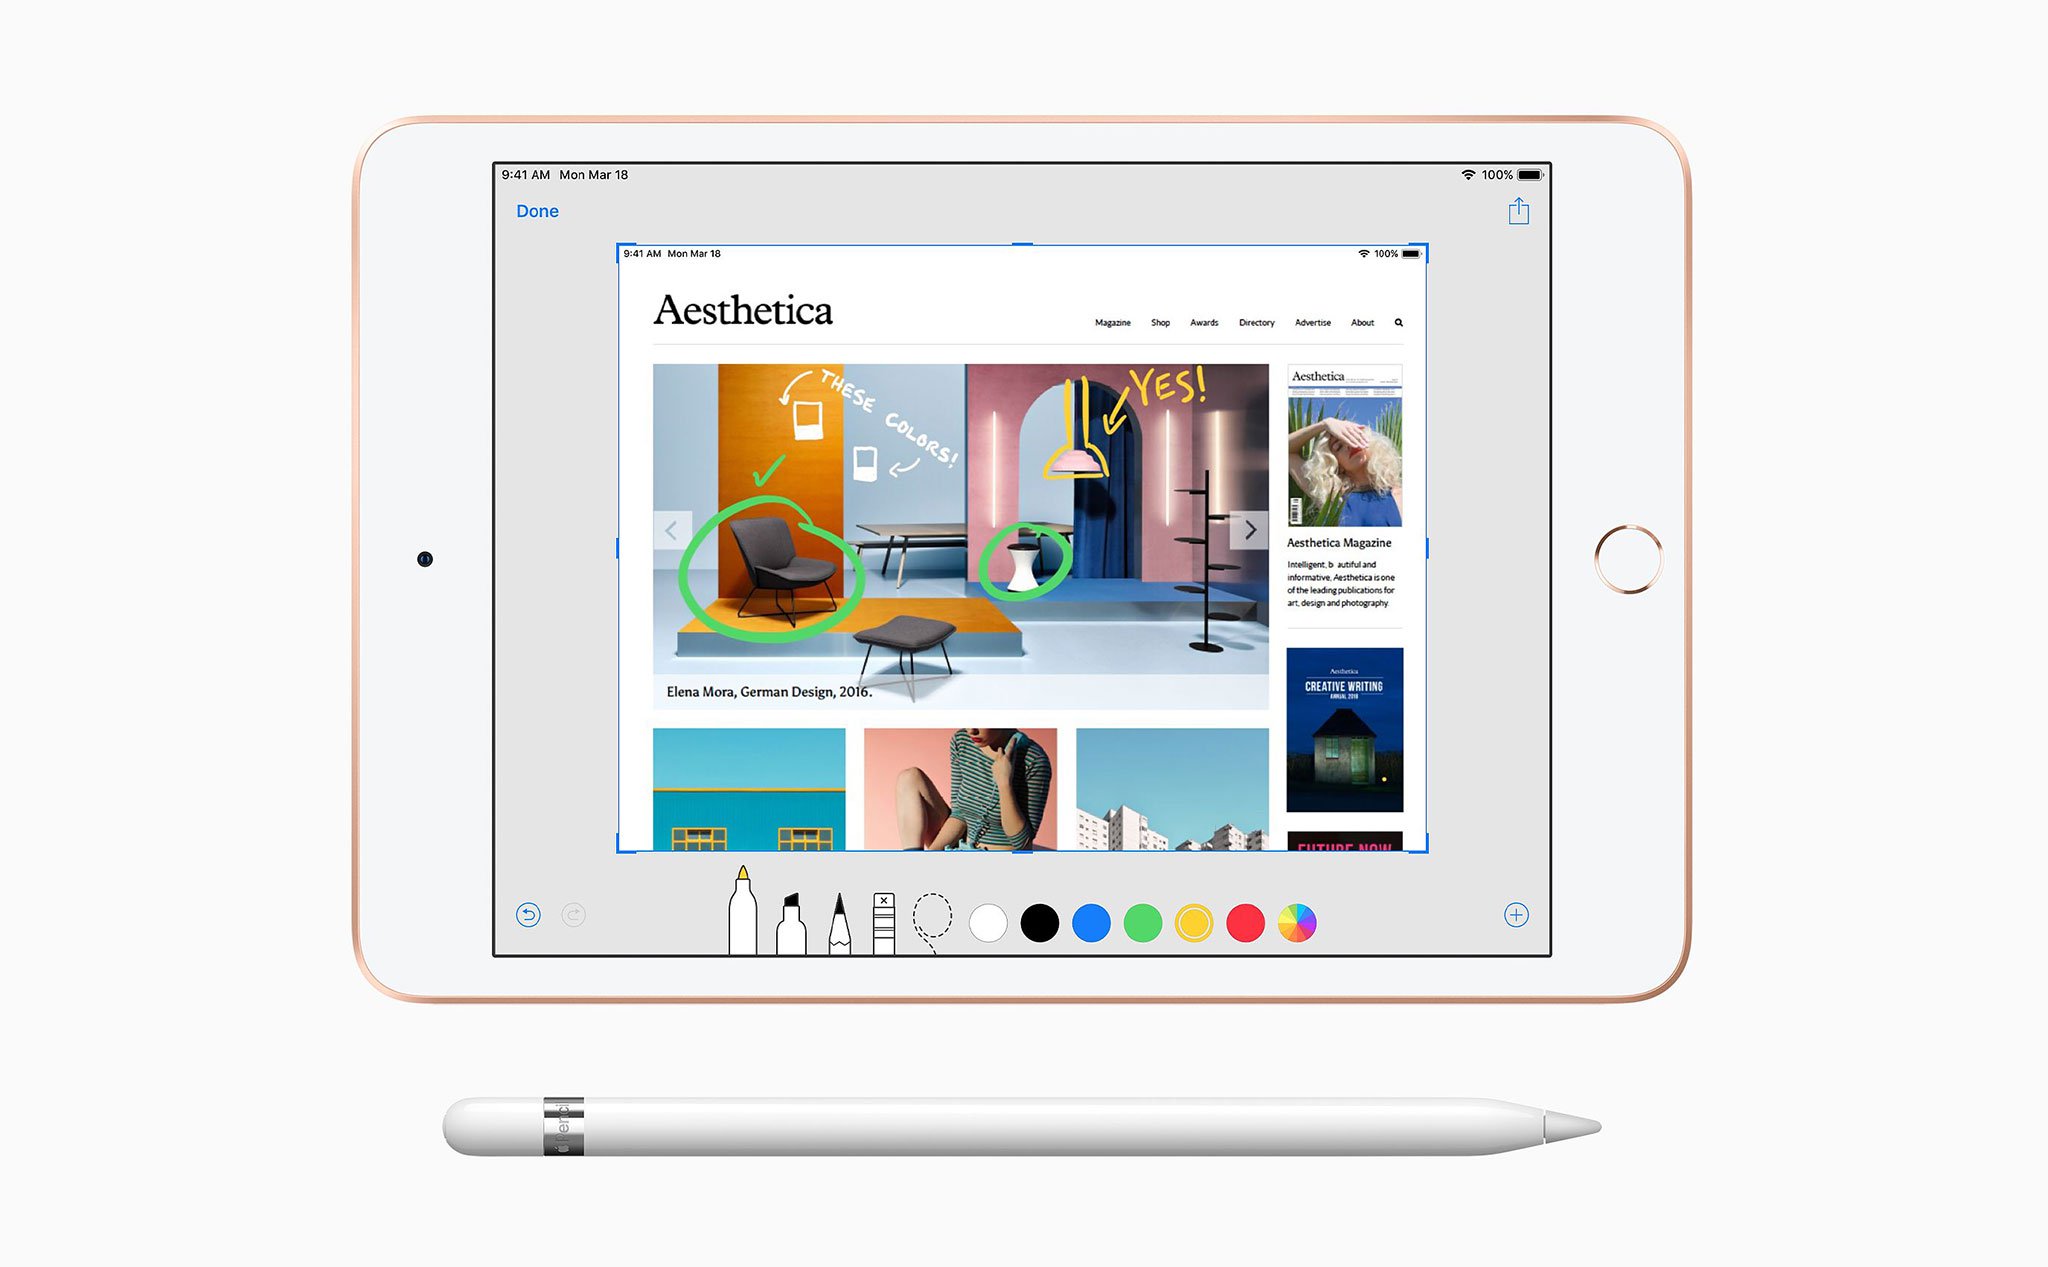 9:41 AM Mon Mar 18
100%
Done
9:41 AM Mon Mar 18
100%
Aesthetica
Magazine Shop Awards Directory Advertise About
THESE COLORS!
YES!
Elena Mora, German Design, 2016.
Aesthetica
Aesthetica Magazine
Intelligent, b autiful and
informative, Aesthetica is one
of the leading publications for
art, design and photography.
Aesthetica
CREATIVE WRITING
ANNUAL 2019
FUTURE NOW
Pencil